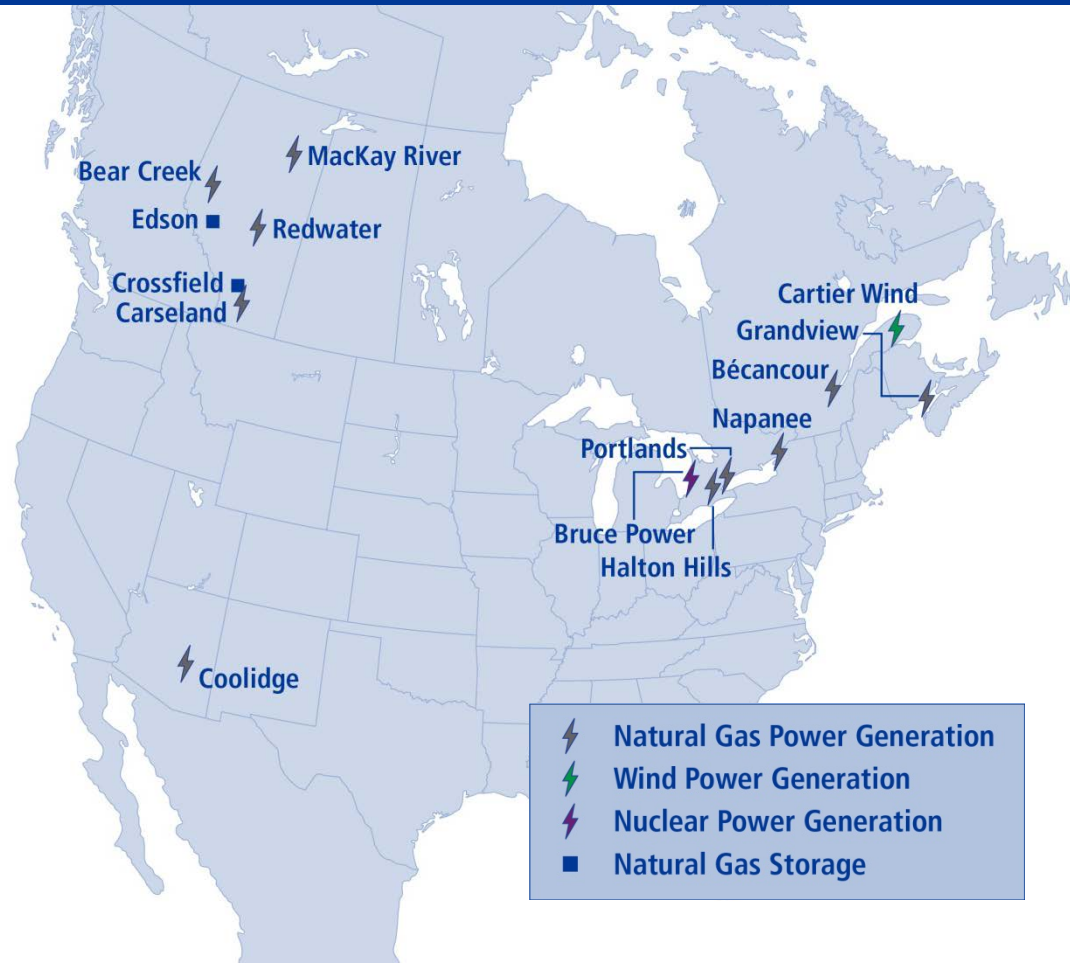 MacKay River
Bear Creek
Edson
Redwater
Crossfield
Carseland
Cartier Wind
Grandview
Bécancour
Napanee
Portlands
Bruce Power
Halton Hills
Coolidge
Natural Gas Power Generation
Wind Power Generation
Nuclear Power Generation
Natural Gas Storage